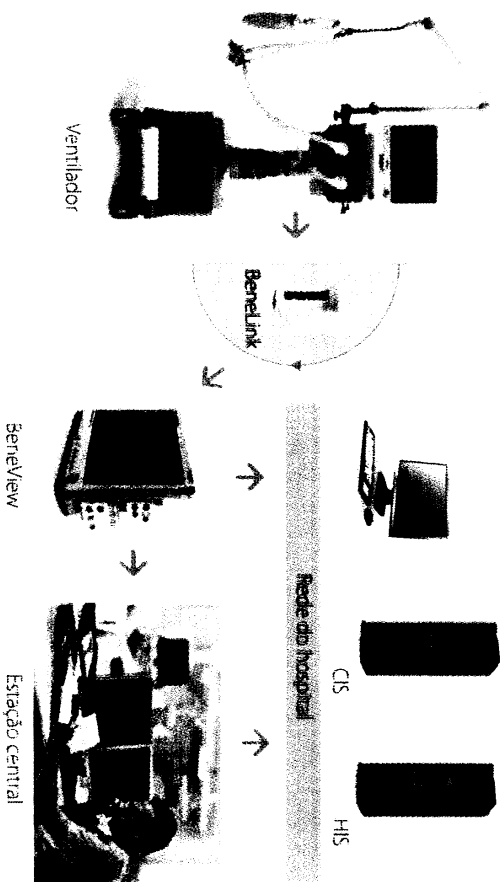 Ventilador
BeneLink
BeneView
Estação central
Rede do hospital
CIS
HIS